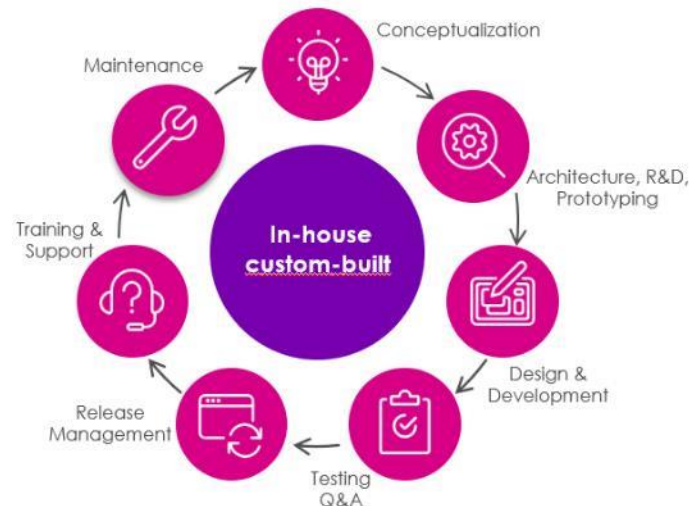 Conceptualization
Maintenance
Architecture, R&D,
Prototyping
Training &
Support
In-house
custom-built
Design &
Development
Release
Management
Testing
Q&A